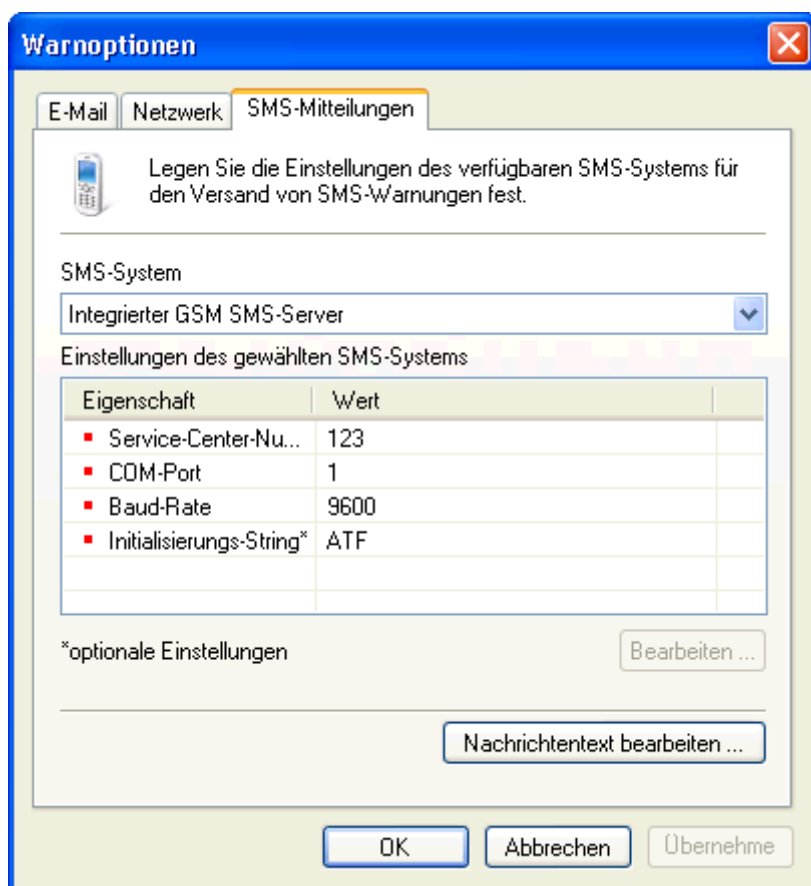 Warnoptionen
E-Mail Netzwerk SMS-Mitteilungen
Legen Sie die Einstellungen des verfügbaren SMS-Systems für
den Versand von SMS-Warnungen fest.
SMS-System
Integrierter GSM SMS-Server
Einstellungen des gewählten SMS-Systems
Eigenschaft Wert
Service-Center-Nu... 123
COM-Port 1
Baud-Rate 9600
Initialisierungs-String* ATF
*optionale Einstellungen Bearbeiten ...
Nachrichtentext bearbeiten ...
OK Abbrechen Übernehme